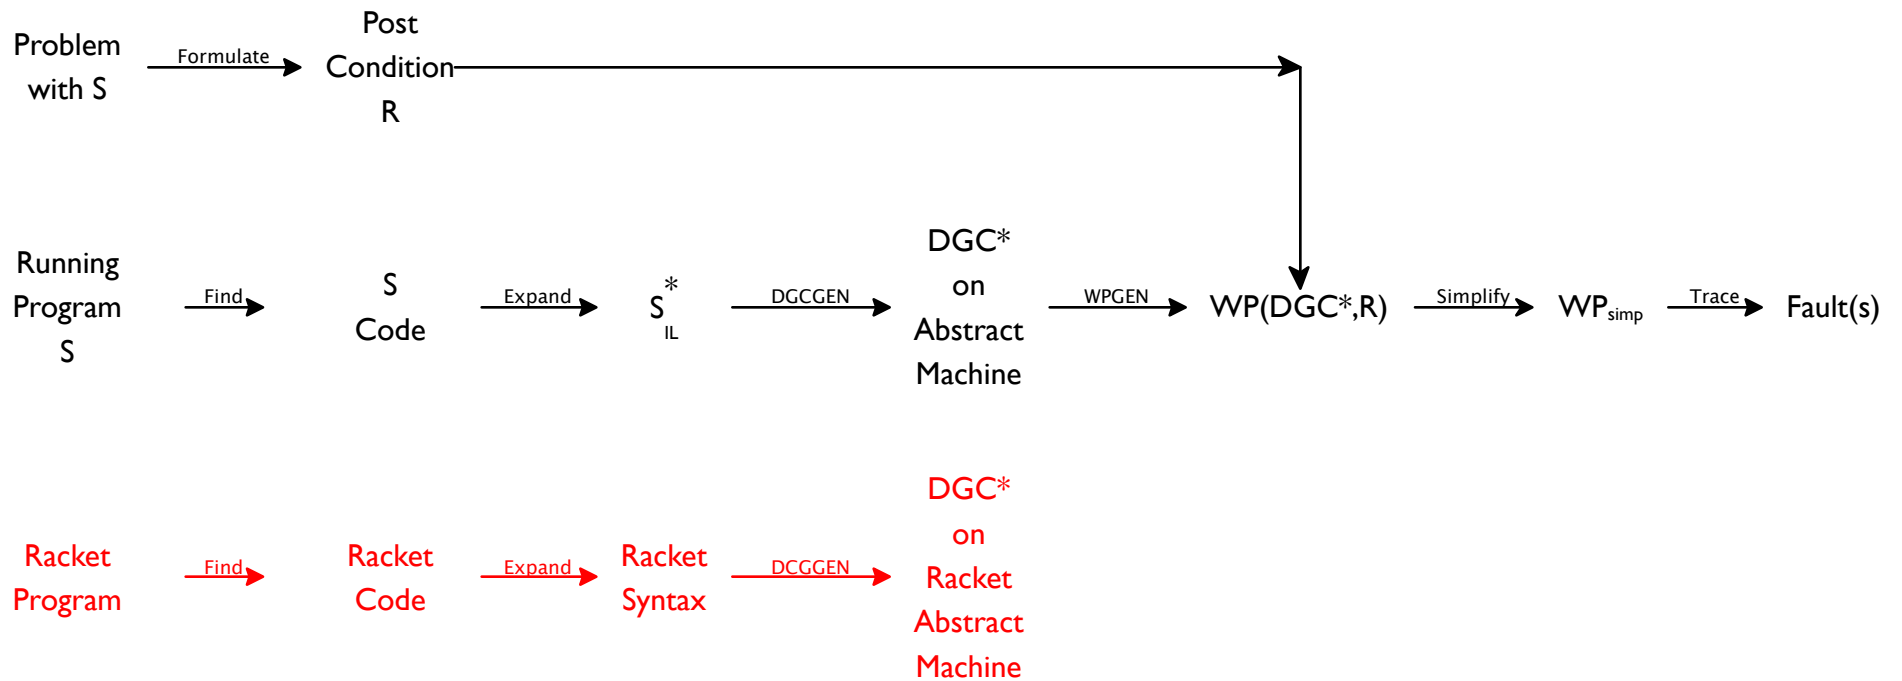 Problem
with S
Formulate
Post
Condition
R
Running
Program
S
Find
S
Code
Expand
S*
IL
DGCGEN
DGC*
on
Abstract
Machine
WPGEN
WP(DGC*,R)
Simplify
WPsimp
Trace
Fault(s)
Racket
Program
Find
Racket
Code
Expand
Racket
Syntax
DCGGEN
DGC*
on
Racket
Abstract
Machine